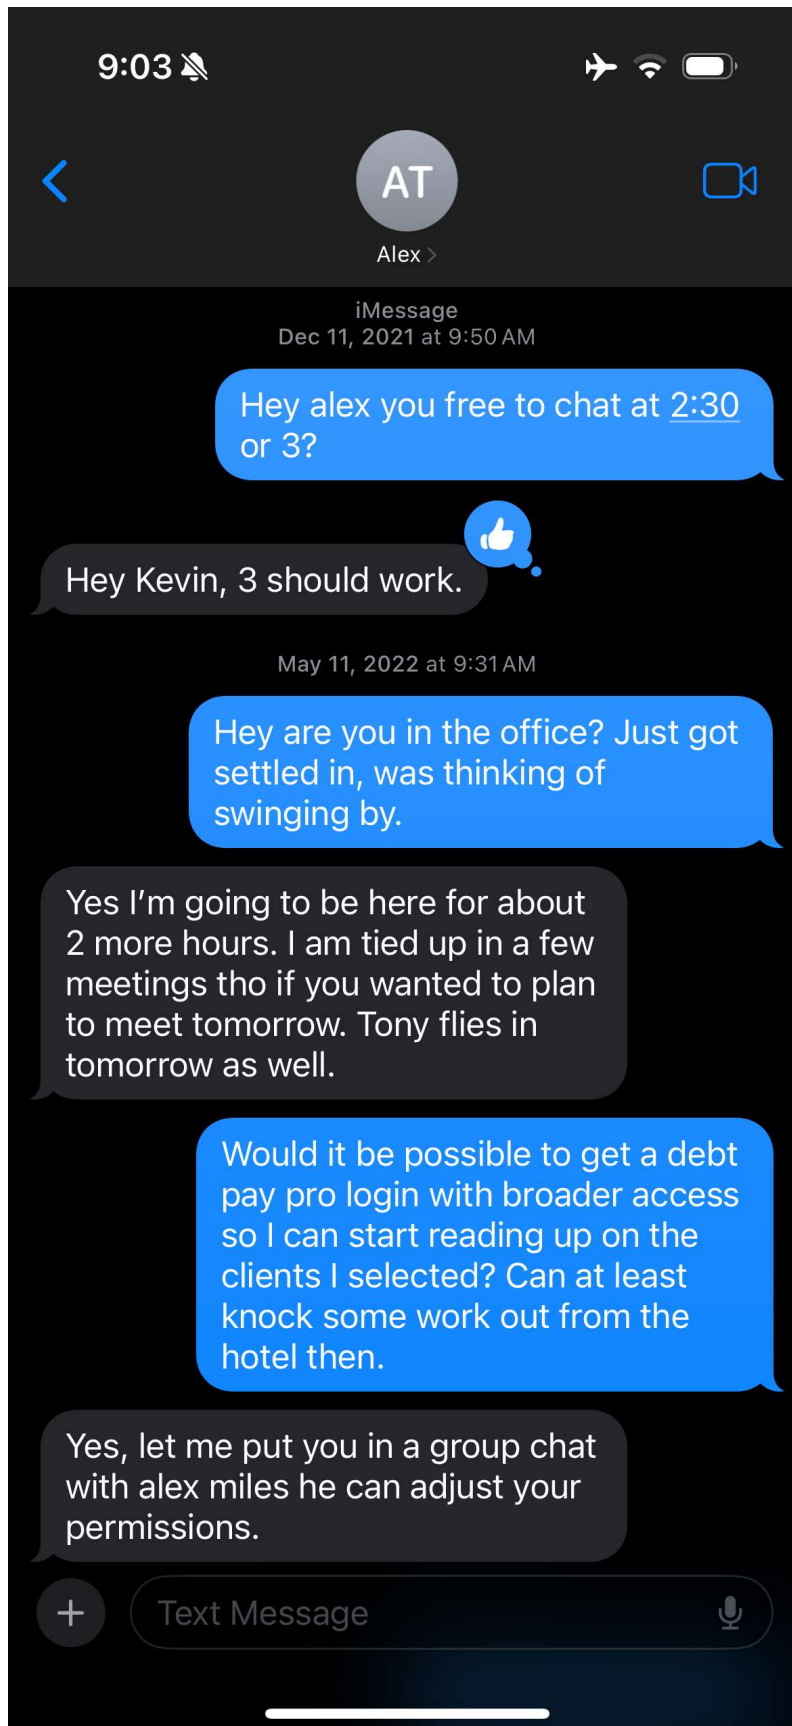 9:03
AT
Alex
iMessage
Dec 11, 2021 at 9:50 AM
Hey alex you free to chat at 2:30
or 3?
Hey Kevin, 3 should work.
May 11, 2022 at 9:31 AM
Hey are you in the office? Just got
settled in, was thinking of
swinging by.
Yes I’m going to be here for about
2 more hours. I am tied up in a few
meetings tho if you wanted to plan
to meet tomorrow. Tony flies in
tomorrow as well.
Would it be possible to get a debt
pay pro login with broader access
so I can start reading up on the
clients I selected? Can at least
knock some work out from the
hotel then.
Yes, let me put you in a group chat
with alex miles he can adjust your
permissions.
Text Message